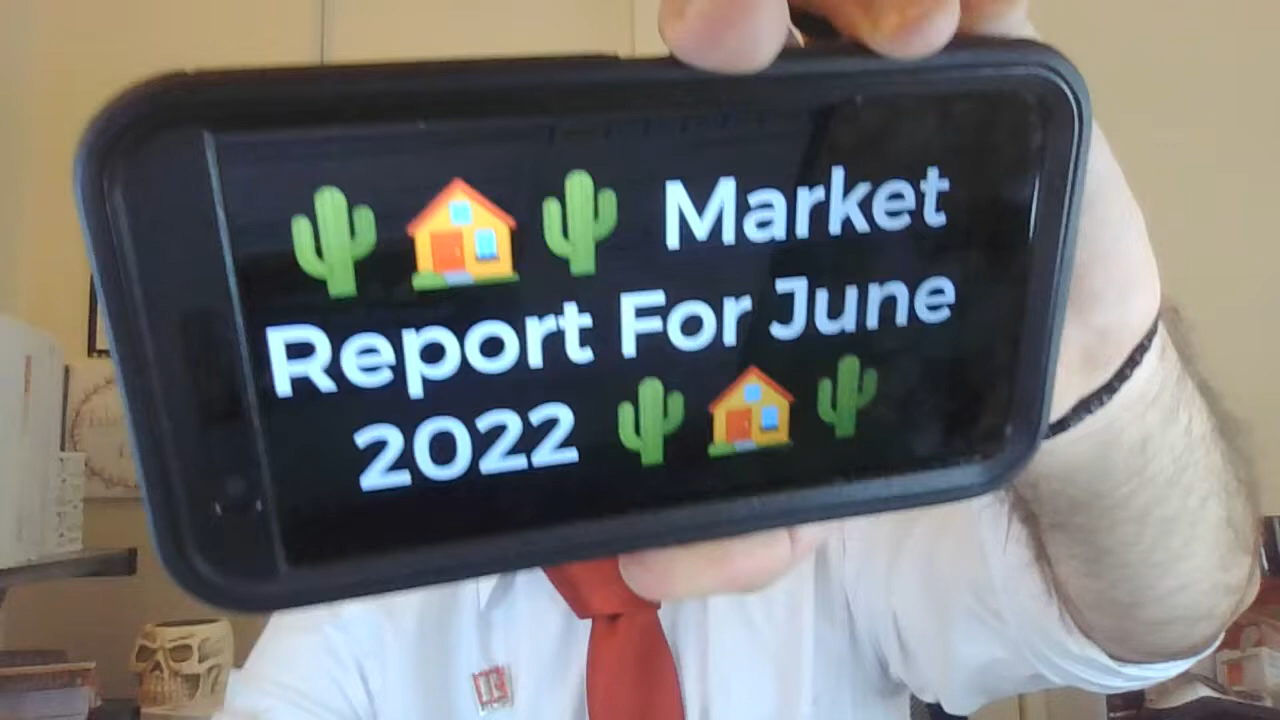 🌵 🏠 🌵 Market
Report For June
2022 🌵 🏠 🌵
R